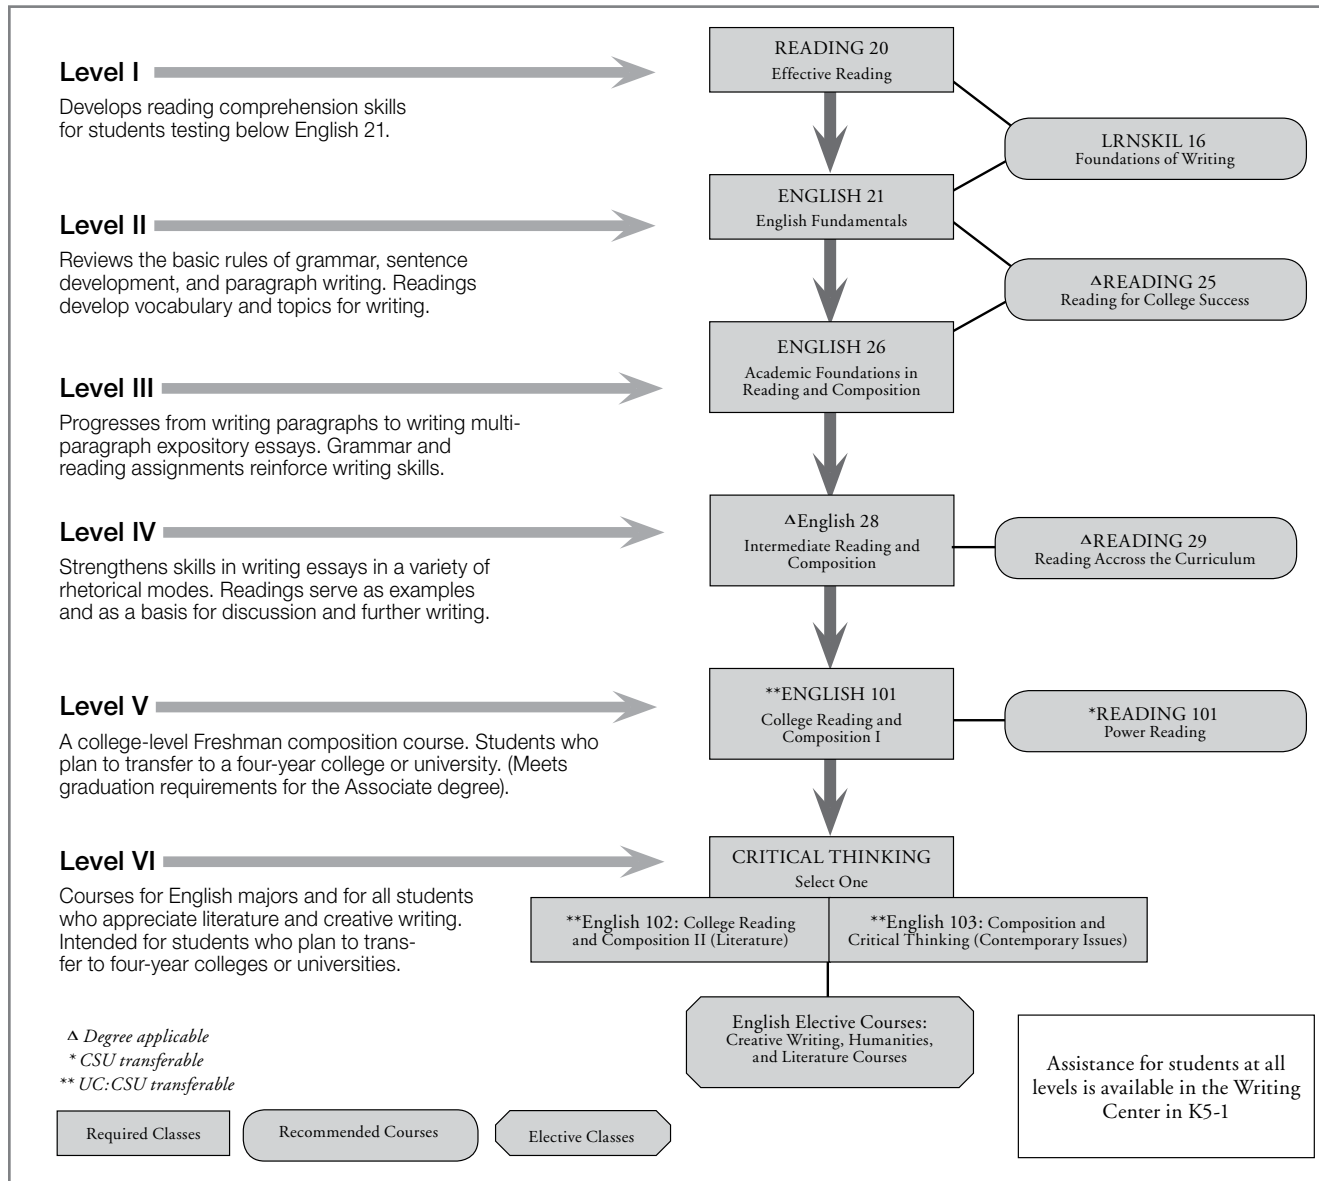 Level I
Develops reading comprehension skills
for students testing below English 21.
READING 20
Effective Reading
LRNSKIL 16
Foundations of Writing
Level II
Reviews the basic rules of grammar, sentence
development, and paragraph writing. Readings
develop vocabulary and topics for writing.
ENGLISH 21
English Fundamentals
ΔREADING 25
Reading for College Success
Level III
Progresses from writing paragraphs to writing multi-
paragraph expository essays. Grammar and
reading assignments reinforce writing skills.
ENGLISH 26
Academic Foundations in
Reading and Composition
Level IV
Strengthens skills in writing essays in a variety of
rhetorical modes. Readings serve as examples
and as a basis for discussion and further writing.
ΔEnglish 28
Intermediate Reading and
Composition
ΔREADING 29
Reading Accross the Curriculum
Level V
A college-level Freshman composition course. Students who
plan to transfer to a four-year college or university. (Meets
graduation requirements for the Associate degree).
**ENGLISH 101
College Reading and
Composition I
*READING 101
Power Reading
Level VI
Courses for English majors and for all students
who appreciate literature and creative writing.
Intended for students who plan to trans-
fer to four-year colleges or universities.
CRITICAL THINKING
Select One
**English 102: College Reading
and Composition II (Literature)
**English 103: Composition and
Critical Thinking (Contemporary Issues)
English Elective Courses:
Creative Writing, Humanities,
and Literature Courses
Δ Degree applicable
* CSU transferable
** UC:CSU transferable
Required Classes
Recommended Courses
Elective Classes
Assistance for students at all
levels is available in the Writing
Center in K5-1